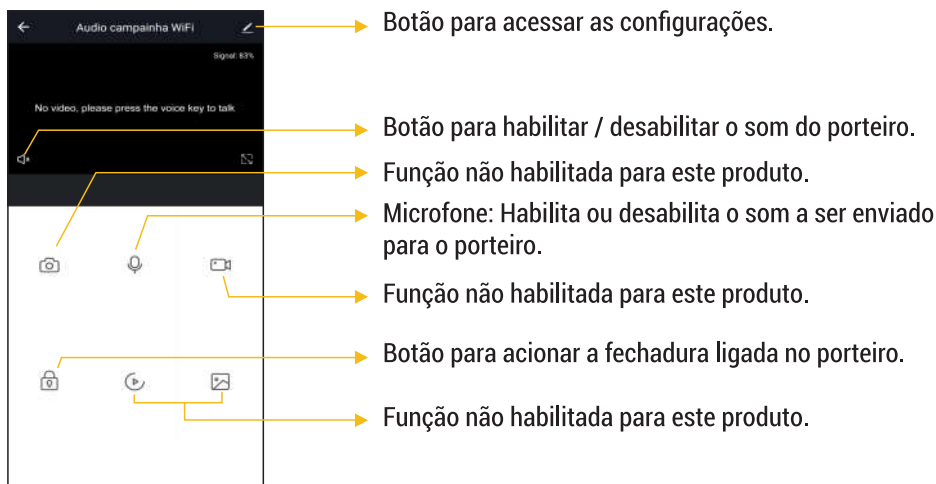 Audio campainha WiFi
Botão para acessar as configurações.
Signal: 83%
No video, please press the voice key to talk
Botão para habilitar / desabilitar o som do porteiro.
Função não habilitada para este produto.
Microfone: Habilita ou desabilita o som a ser enviado
para o porteiro.
Função não habilitada para este produto.
Botão para acionar a fechadura ligada no porteiro.
Função não habilitada para este produto.